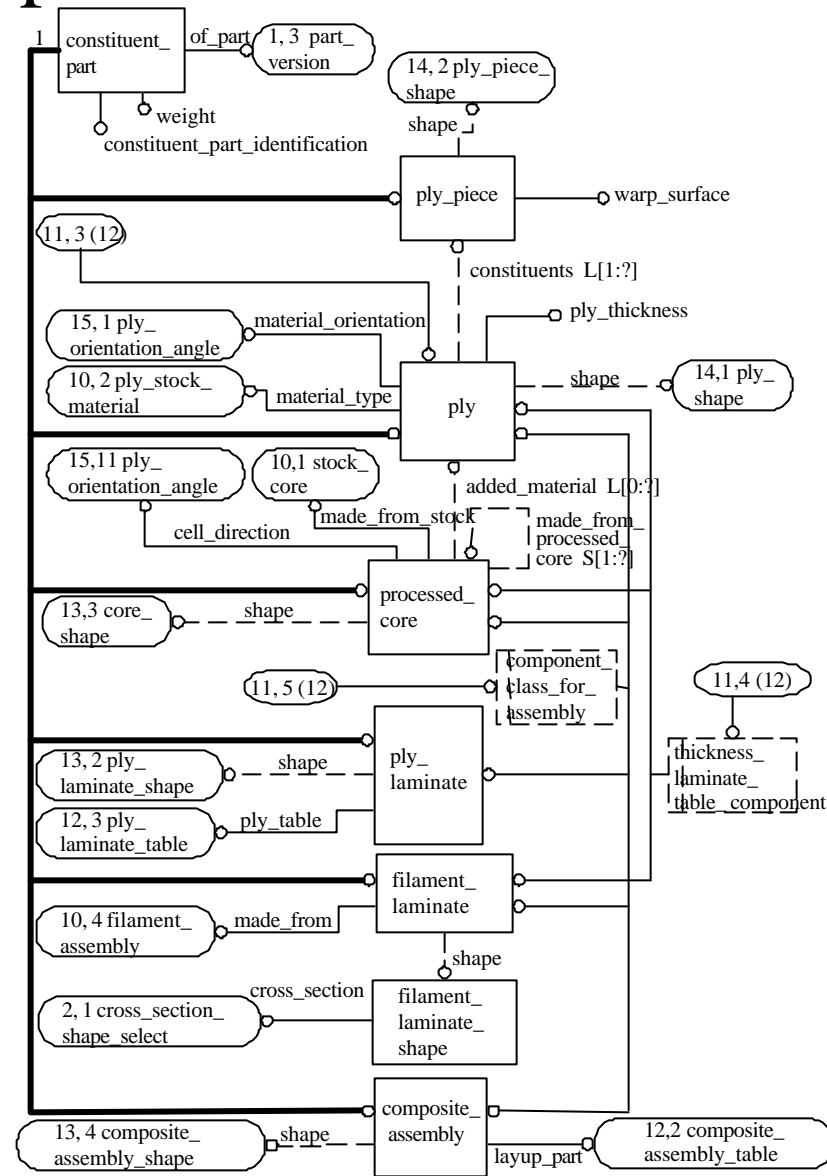 1
constituent_
part
of_part
1, 3 part_
version
weight
constituent_part_identification
14, 2 ply_piece_
shape
shape
ply_piece
warp_surface
11, 3 (12)
constituents L[1:?]
ply_thickness
15, 1 ply_
orientation_angle
material_orientation
10, 2 ply_stock_
material
material_type
ply
shape
14,1 ply_
shape
15,11 ply_
orientation_angle
10,1 stock_
core
added_material L[0:?]
made_from_stock
cell_direction
made_from_
processed_
core S[1:?]
processed_
core
13,3 core_
shape
shape
component_
class_for_
assembly
11, 5 (12)
11,4 (12)
ply_
laminate
thickness_
laminate_
table_component
13, 2 ply_
laminate_shape
shape
12, 3 ply_
laminate_table
ply_table
filament_
laminate
10, 4 filament_
assembly
made_from
shape
cross_section
2, 1 cross_section_
shape_select
filament_
laminate_
shape
composite_
assembly
13, 4 composite_
assembly_shape
shape
layup_part
12,2 composite_
assembly_table